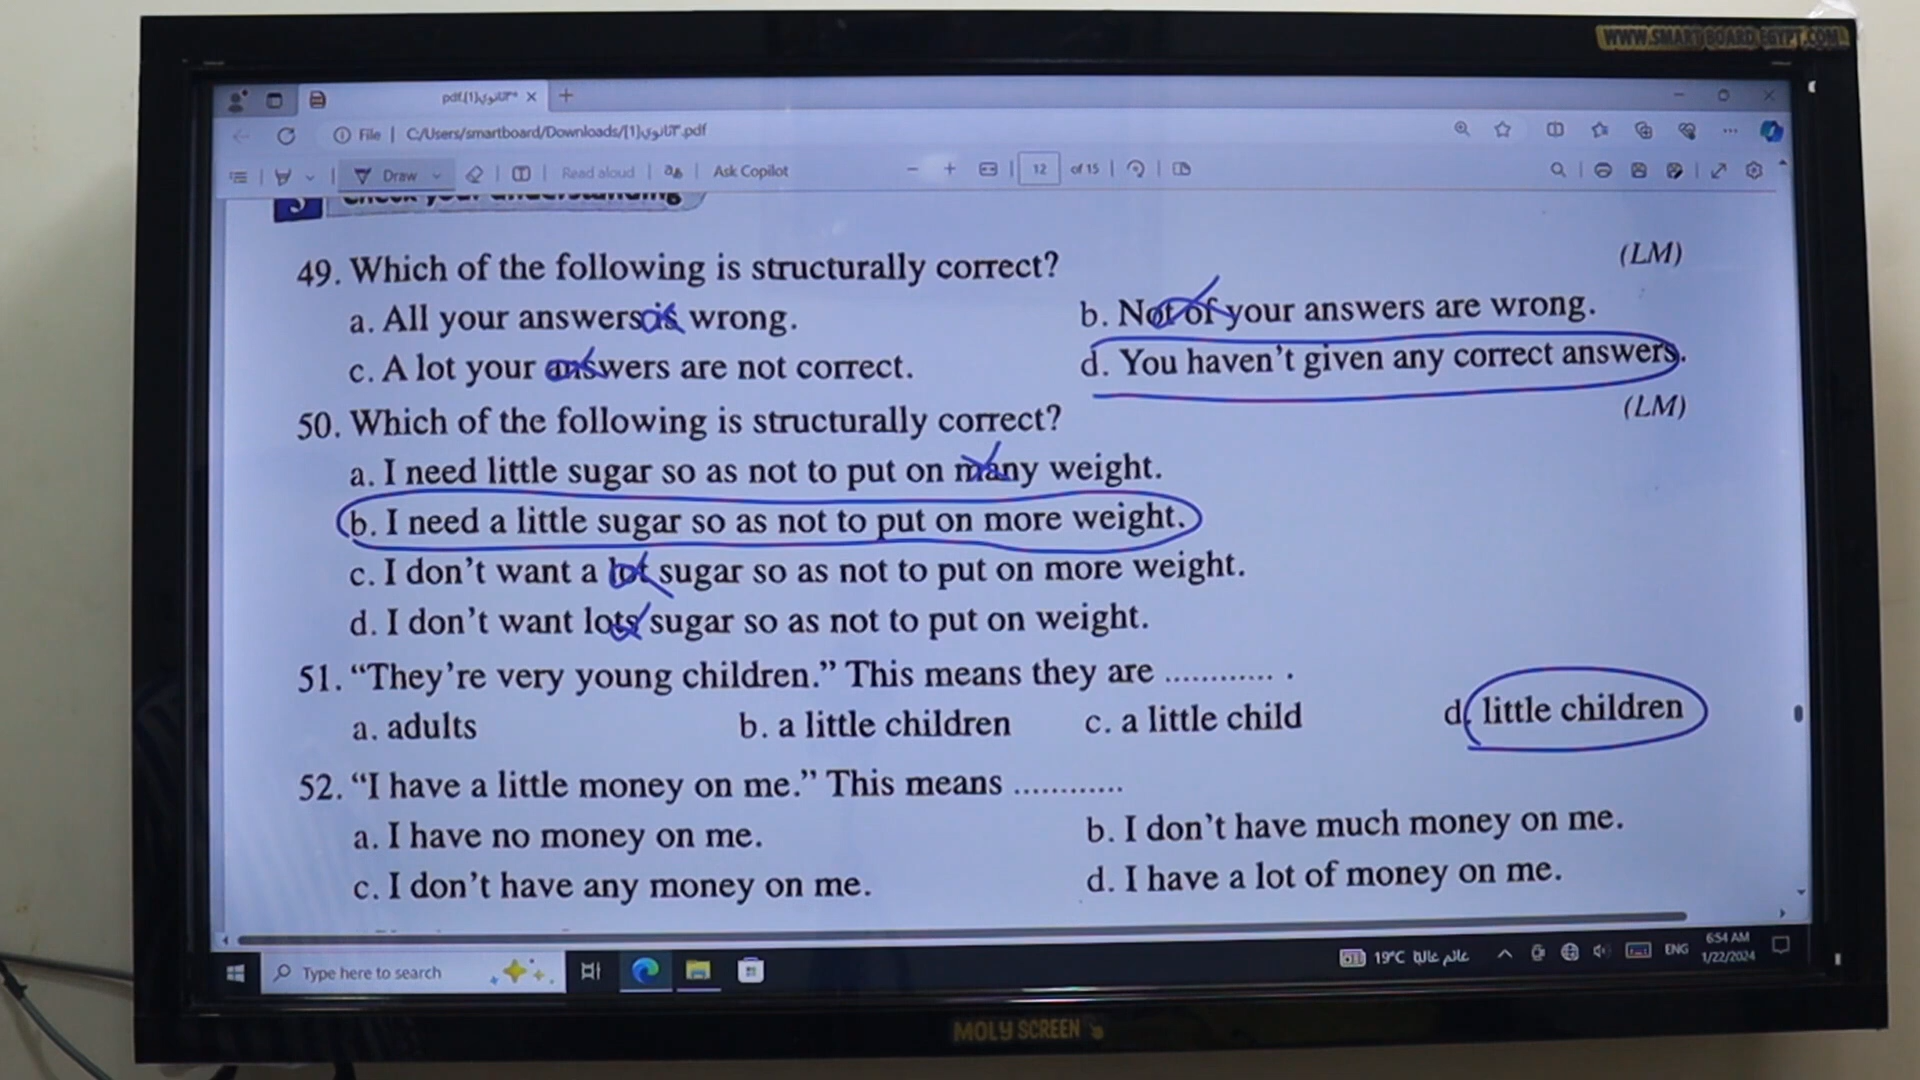 WWW.SMARTBOARD.EGYPT.COM
File | C:/Users/smartboard/Downloads/
.pdf
Draw
Read aloud
Ask Copilot
12 of 15
Check your understanding
49. Which of the following is structurally correct? (LM)
a. All your answers is wrong. b. Not of your answers are wrong.
c. A lot your answers are not correct. d. You haven't given any correct answers.
50. Which of the following is structurally correct? (LM)
a. I need little sugar so as not to put on many weight.
b. I need a little sugar so as not to put on more weight.
c. I don't want a lot sugar so as not to put on more weight.
d. I don't want lots sugar so as not to put on weight.
51. “They're very young children.” This means they are ............ .
a. adults b. a little children c. a little child d. little children
52. “I have a little money on me.” This means ............
a. I have no money on me. b. I don't have much money on me.
c. I don't have any money on me. d. I have a lot of money on me.
Type here to search
19°C غائم غالبا
ENG
6:54 AM
1/22/2024
MOLY SCREEN